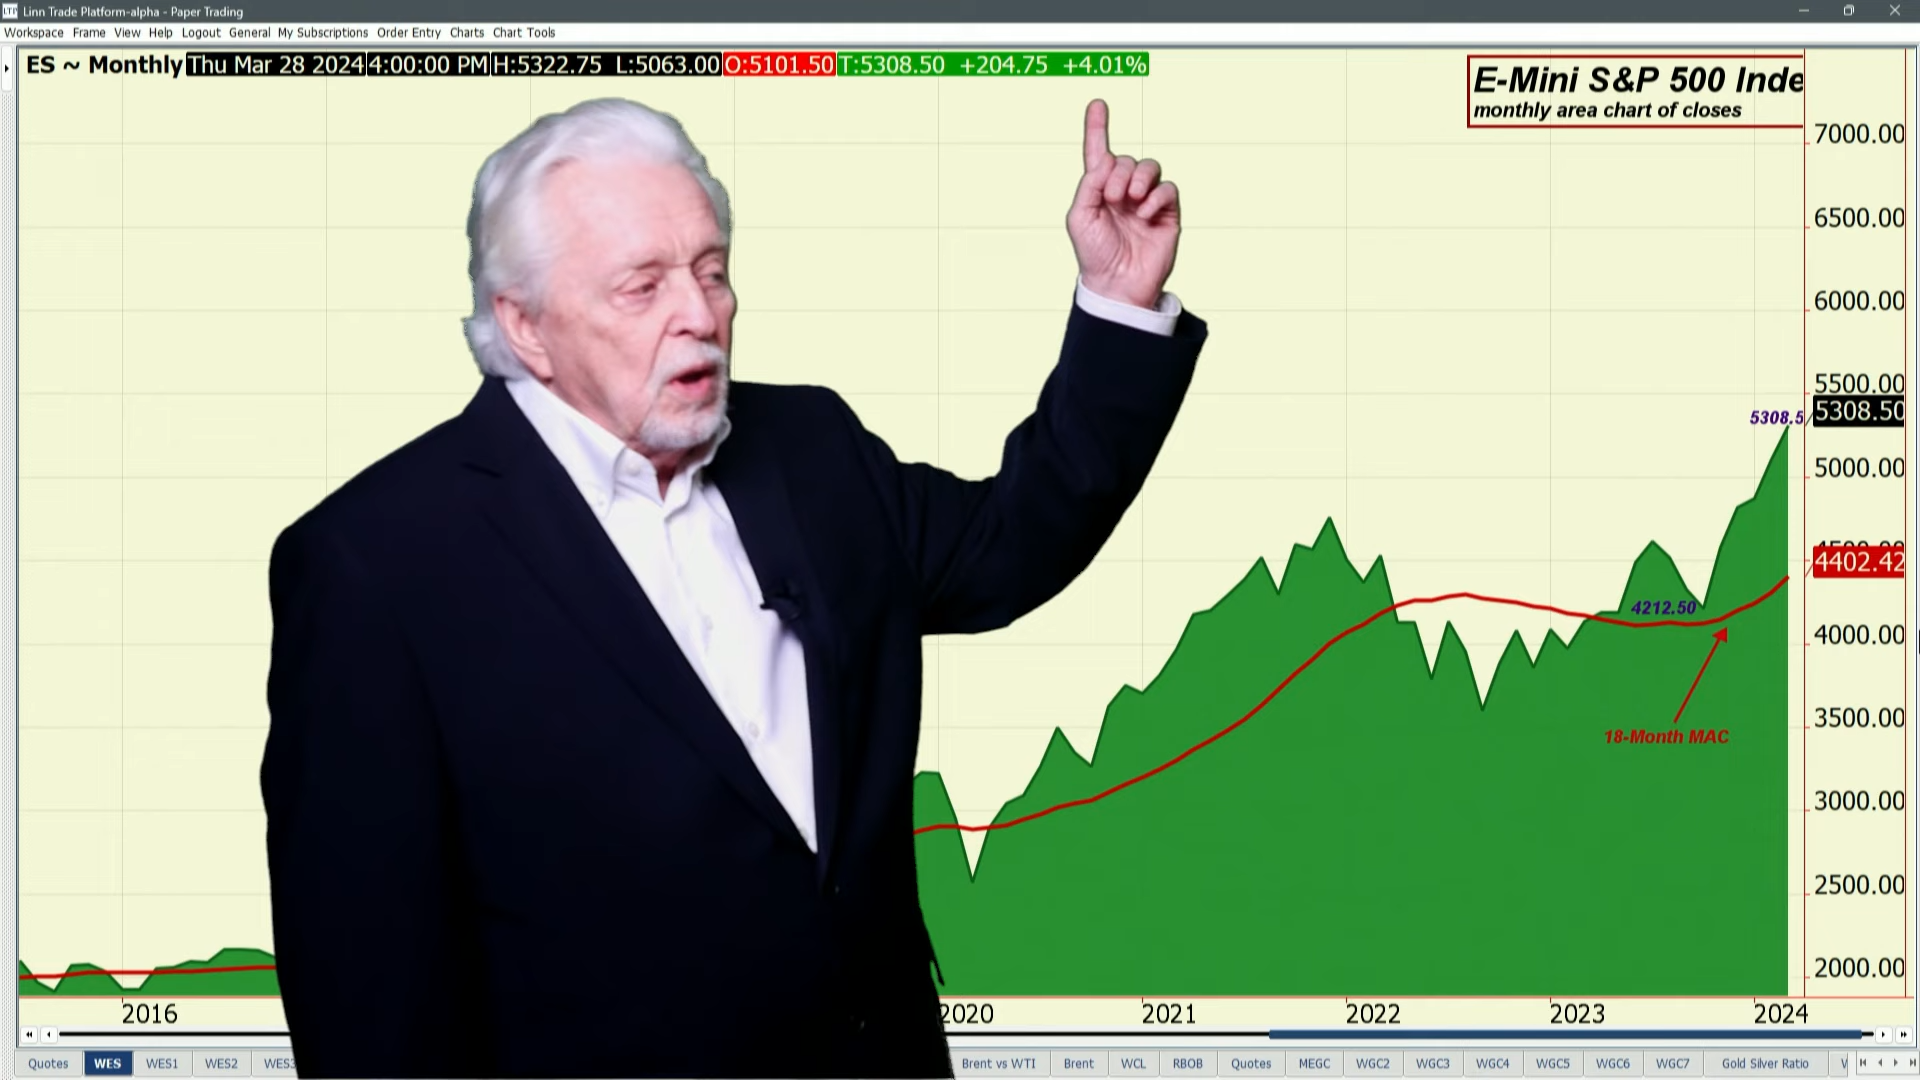 Linn Trade Platform-alpha - Paper Trading
Workspace Frame View Help Logout General My Subscriptions Order Entry Charts Chart Tools
ES ~ Monthly Thu Mar 28 2024 4:00:00 PM H:5322.75 L:5063.00 O:5101.50 T:5308.50 +204.75 +4.01%
E-Mini S&P 500 Inde
monthly area chart of closes
7000.00
6500.00
6000.00
5500.00
5308.5 5308.50
5000.00
4402.42
4212.50
4000.00
3500.00
18-Month MAC
3000.00
2500.00
2000.00
2016 2020 2021 2022 2023 2024
Quotes WES WES1 WES2 WES3 Brent vs WTI Brent WCL RBOB Quotes MEGC WGC2 WGC3 WGC4 WGC5 WGC6 WGC7 Gold Silver Ratio